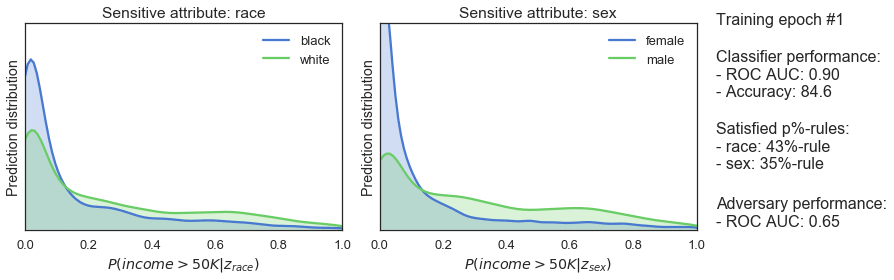 Sensitive attribute: race
Prediction distribution
black
white
0.0 0.2 0.4 0.6 0.8 1.0
P(income > 50K|z_race)
Sensitive attribute: sex
Prediction distribution
female
male
0.0 0.2 0.4 0.6 0.8 1.0
P(income > 50K|z_sex)
Training epoch #1
Classifier performance:
- ROC AUC: 0.90
- Accuracy: 84.6
Satisfied p%-rules:
- race: 43%-rule
- sex: 35%-rule
Adversary performance:
- ROC AUC: 0.65